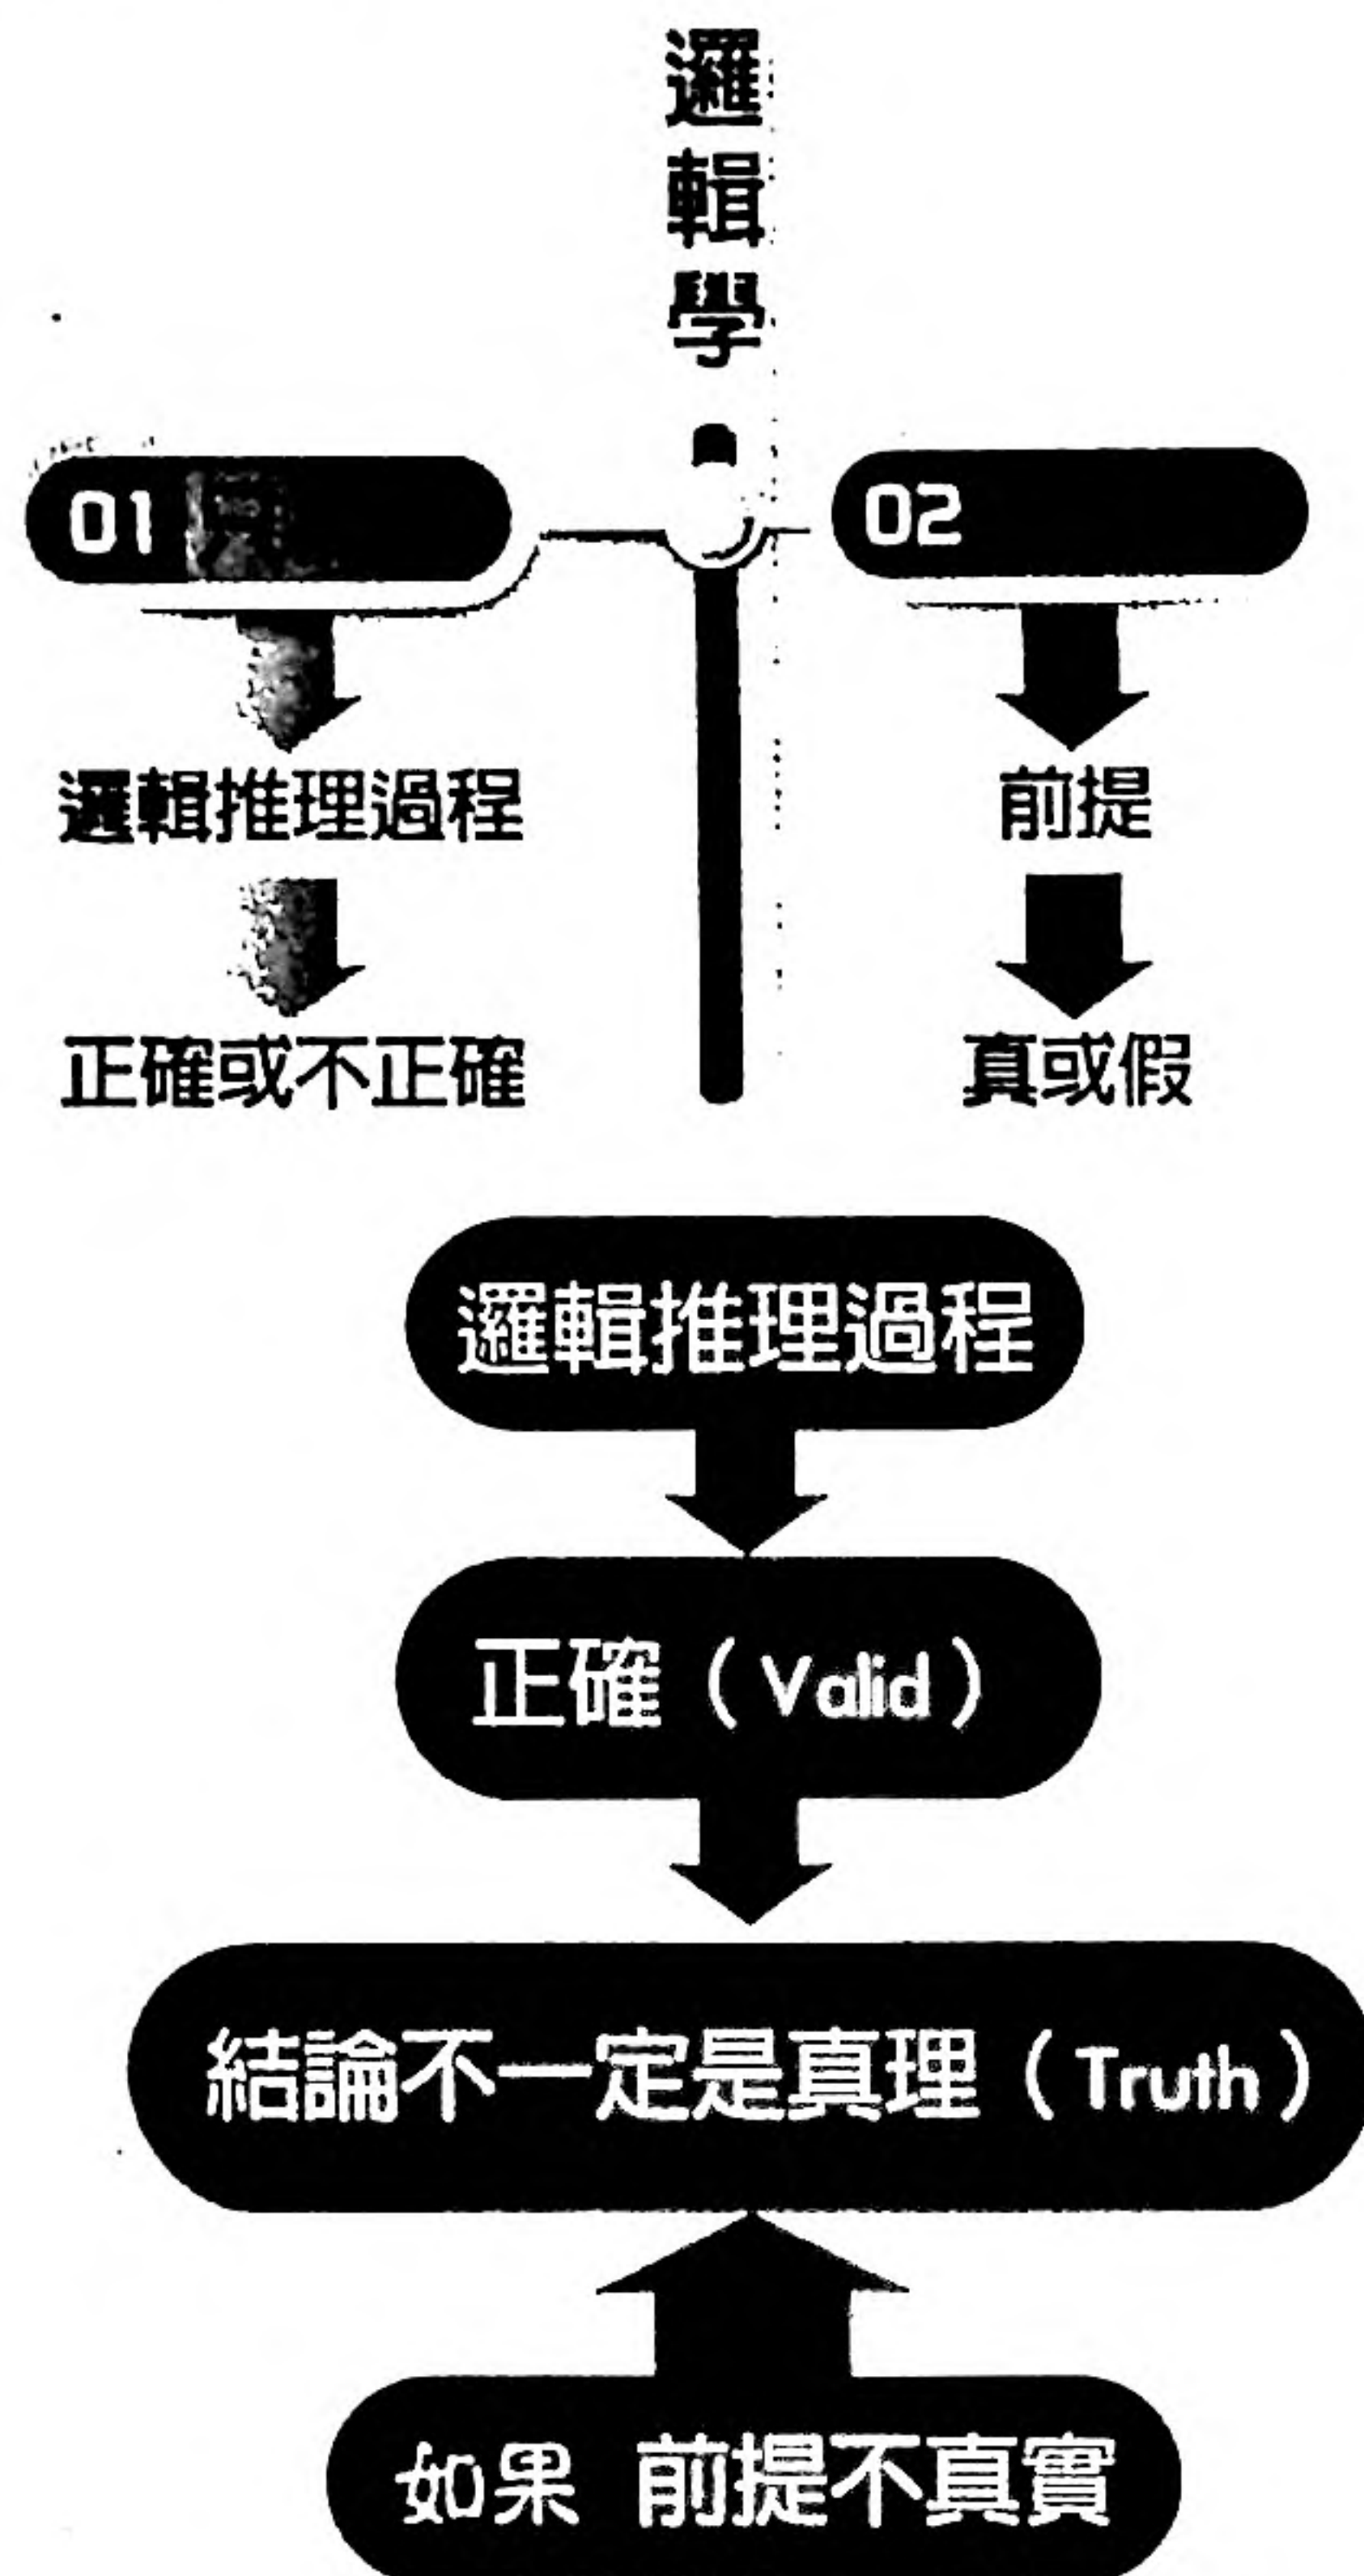 邏輯學
01
02
邏輯推理過程
前提
正確或不正確
真或假
邏輯推理過程
正確（Valid）
結論不一定是真理（Truth）
如果 前提不真實